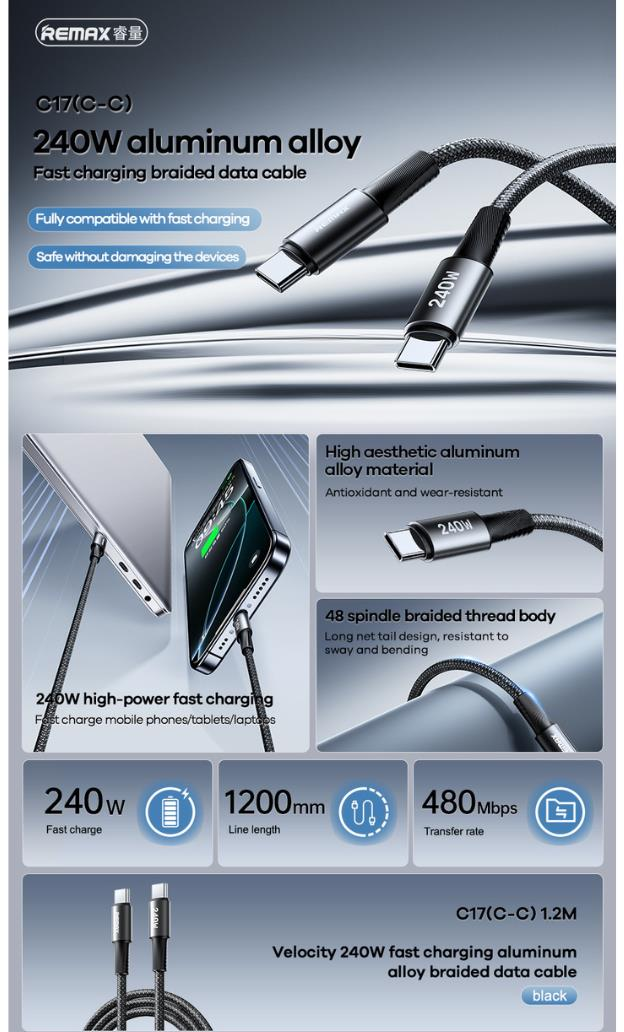 REMAX 睿量
C17(C-C)
240W aluminum alloy
Fast charging braided data cable
Fully compatible with fast charging
Safe without damaging the devices
REMAX
240W
High aesthetic aluminum
alloy material
Antioxidant and wear-resistant
240W
48 spindle braided thread body
Long net tail design, resistant to
sway and bending
240W high-power fast charging
Fast charge mobile phones/tablets/laptops
240W
Fast charge
1200mm
Line length
480Mbps
Transfer rate
C17(C-C) 1.2M
Velocity 240W fast charging aluminum
alloy braided data cable
black
REMAX
240W